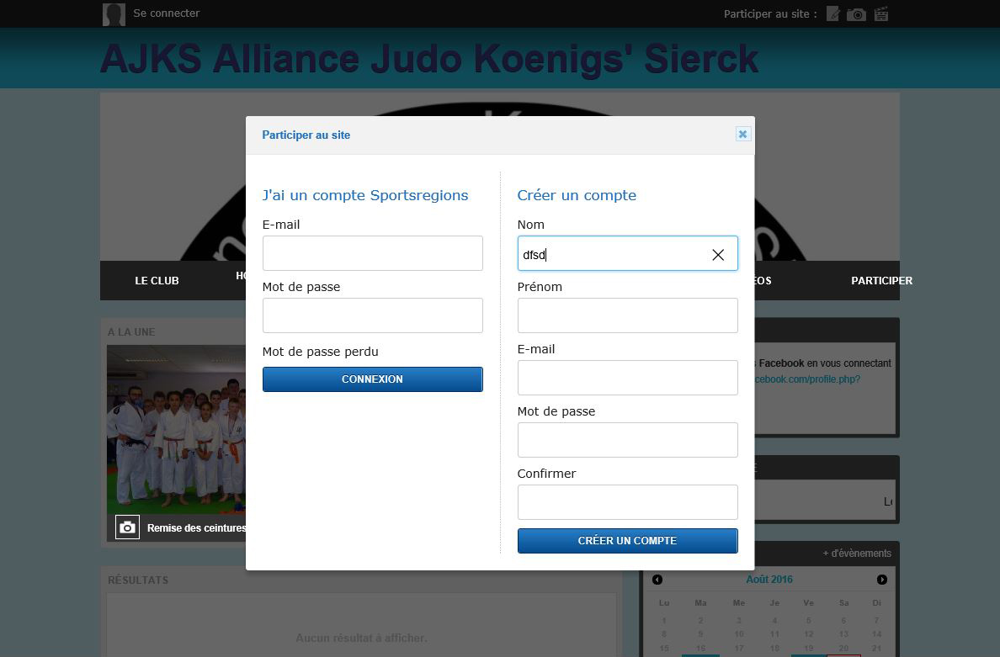 Se connecter
Participer au site :
AJKS Alliance Judo Koenigs' Sierck
Participer au site
J'ai un compte Sportsregions
E-mail
Mot de passe
Mot de passe perdu
CONNEXION
Créer un compte
Nom
dfsd
Prénom
E-mail
Mot de passe
Confirmer
CRÉER UN COMPTE
LE CLUB
PARTICIPER
A LA UNE
Remise des ceintures
Facebook en vous connectant
cebook.com/profile.php?
+ d'évènements
RÉSULTATS
Aucun résultat à afficher.
Août 2016
Lu Ma Me Je Ve Sa Di
1 2 3 4 5 6 7
8 9 10 11 12 13 14
15 16 17 18 19 20 21